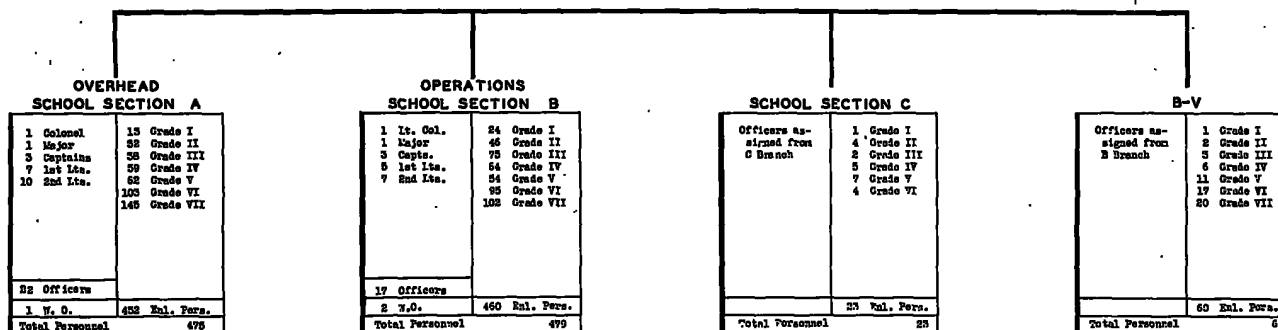 OVERHEAD
SCHOOL SECTION A
1 Colonel
1 Major
3 Captains
7 1st Lts.
10 2nd Lts.
13 Grade I
32 Grade II
38 Grade III
59 Grade IV
62 Grade V
103 Grade VI
145 Grade VII
22 Officers
1 W. O.
452 Enl. Pers.
Total Personnel 475
OPERATIONS
SCHOOL SECTION B
1 Lt. Col.
1 Major
3 Capts.
5 1st Lts.
7 2nd Lts.
24 Grade I
46 Grade II
75 Grade III
64 Grade IV
54 Grade V
95 Grade VI
102 Grade VII
17 Officers
2 W.O.
460 Enl. Pers.
Total Personnel 479
SCHOOL SECTION C
Officers as-
signed from
C Branch
1 Grade I
4 Grade II
2 Grade III
5 Grade IV
7 Grade V
4 Grade VI
23 Enl. Pers.
Total Personnel 23
B-V
Officers as-
signed from
B Branch
1 Grade I
2 Grade II
3 Grade III
6 Grade IV
11 Grade V
17 Grade VI
20 Grade VII
60 Enl. Pers.
Total Personnel